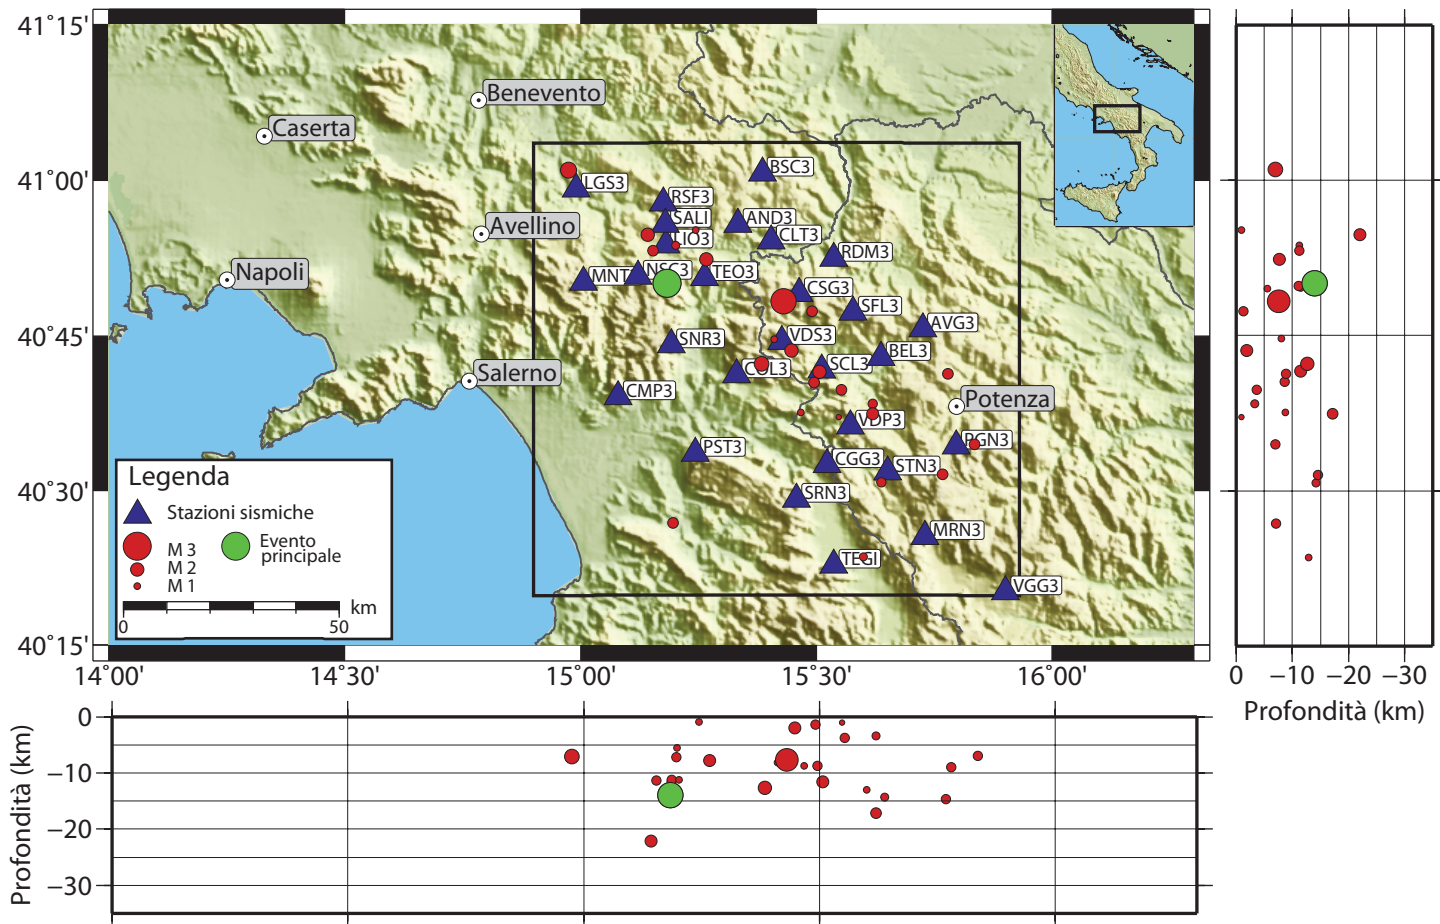 41°15'
41°00'
40°45'
40°30'
40°15'
14°00'
14°30'
15°00'
15°30'
16°00'
Benevento
Caserta
Avellino
Napoli
Salerno
Potenza
BSC3
LGS3
RSF3
SALI
AND3
LIO3
CLT3
RDM3
NSC3
TEO3
CSG3
SFL3
AVG3
SNR3
VDS3
BEL3
COL3
SCL3
CMP3
VDP3
PST3
PGN3
CGG3
STN3
SRN3
MRN3
TEGI
VGG3
Legenda
Stazioni sismiche
M 3
M 2
M 1
Evento
principale
km
0
50
0
−10
−20
−30
Profondità (km)
0
−10
−20
−30
Profondità (km)